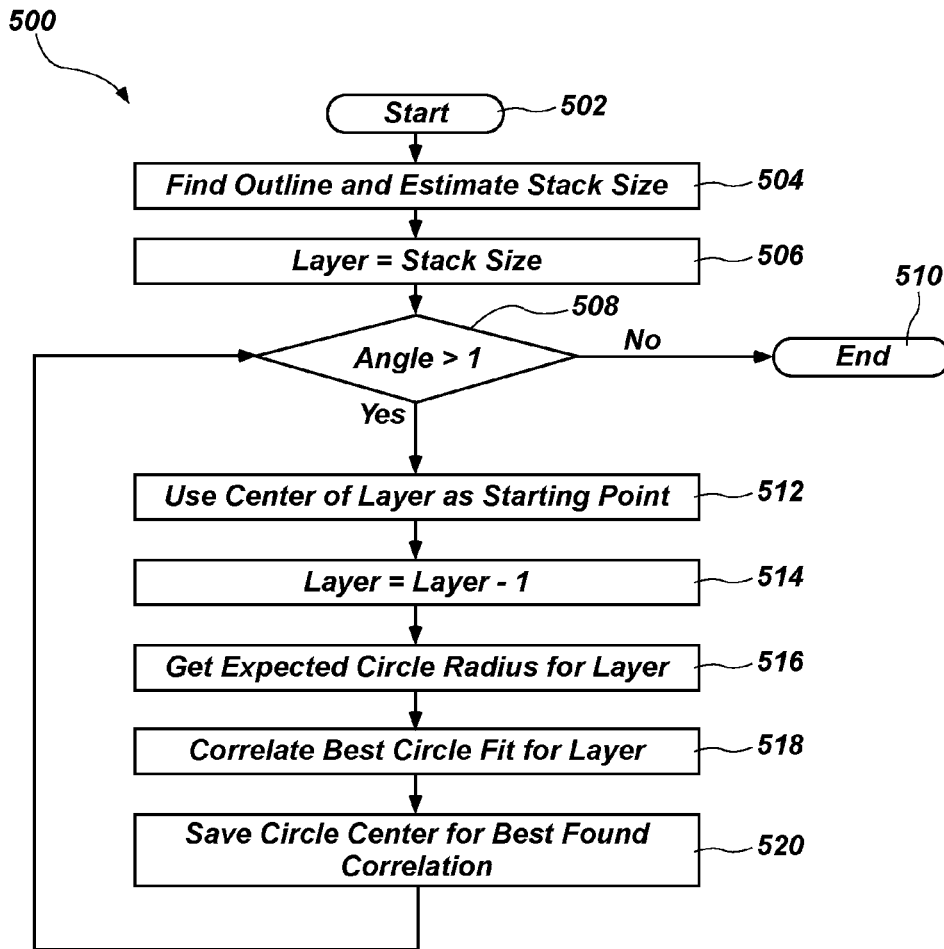 500
Start
502
Find Outline and Estimate Stack Size
504
Layer = Stack Size
506
508
510
Angle > 1
No
End
Yes
Use Center of Layer as Starting Point
512
Layer = Layer - 1
514
Get Expected Circle Radius for Layer
516
Correlate Best Circle Fit for Layer
518
Save Circle Center for Best Found
Correlation
520